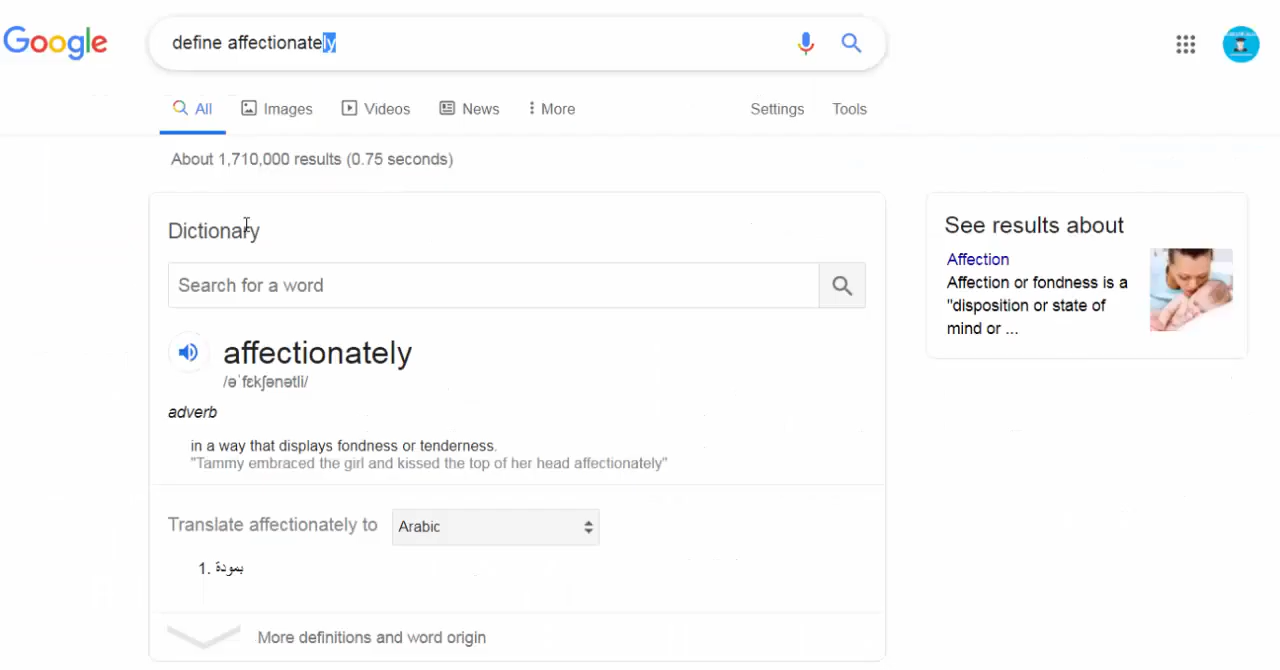 Google
define affectionately
All Images Videos News More Settings Tools
About 1,710,000 results (0.75 seconds)
Dictionary
Search for a word
affectionately
/əˈfɛkʃənətli/
adverb
in a way that displays fondness or tenderness.
"Tammy embraced the girl and kissed the top of her head affectionately"
Translate affectionately to Arabic
1. بمودة
More definitions and word origin
See results about
Affection
Affection or fondness is a
"disposition or state of
mind or ...